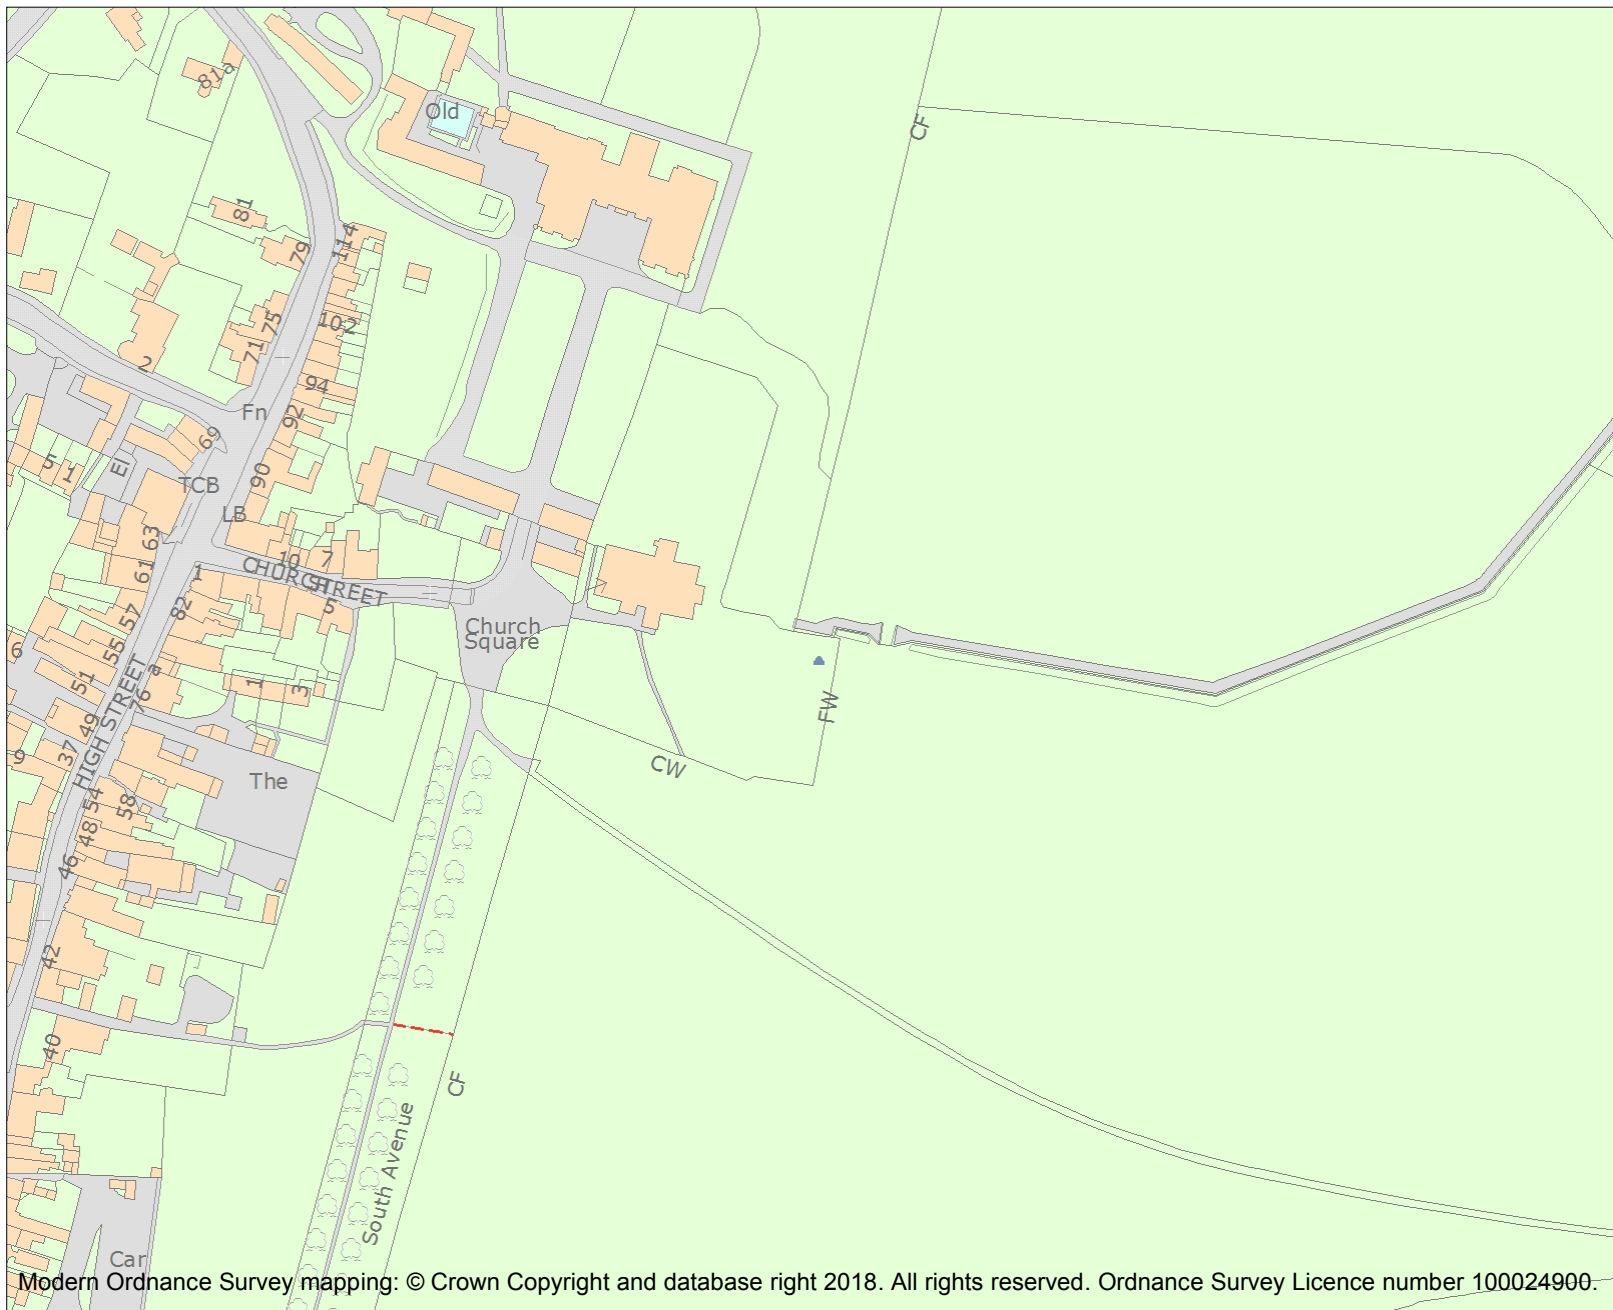 81a
Old
CF
81
79
114
102
75
71
2
94
92
Fn
69
90
5
1
El
TCB
LB
63
61
1
10
7
CHURCH
STREET
5
82
57
Church
Square
6
55
a
51
1
3
76
FW
HIGH STREET
49
37
9
CW
The
54
58
48
46
42
40
CF
South Avenue
Car
Modern Ordnance Survey mapping: © Crown Copyright and database right 2018. All rights reserved. Ordnance Survey Licence number 100024900.